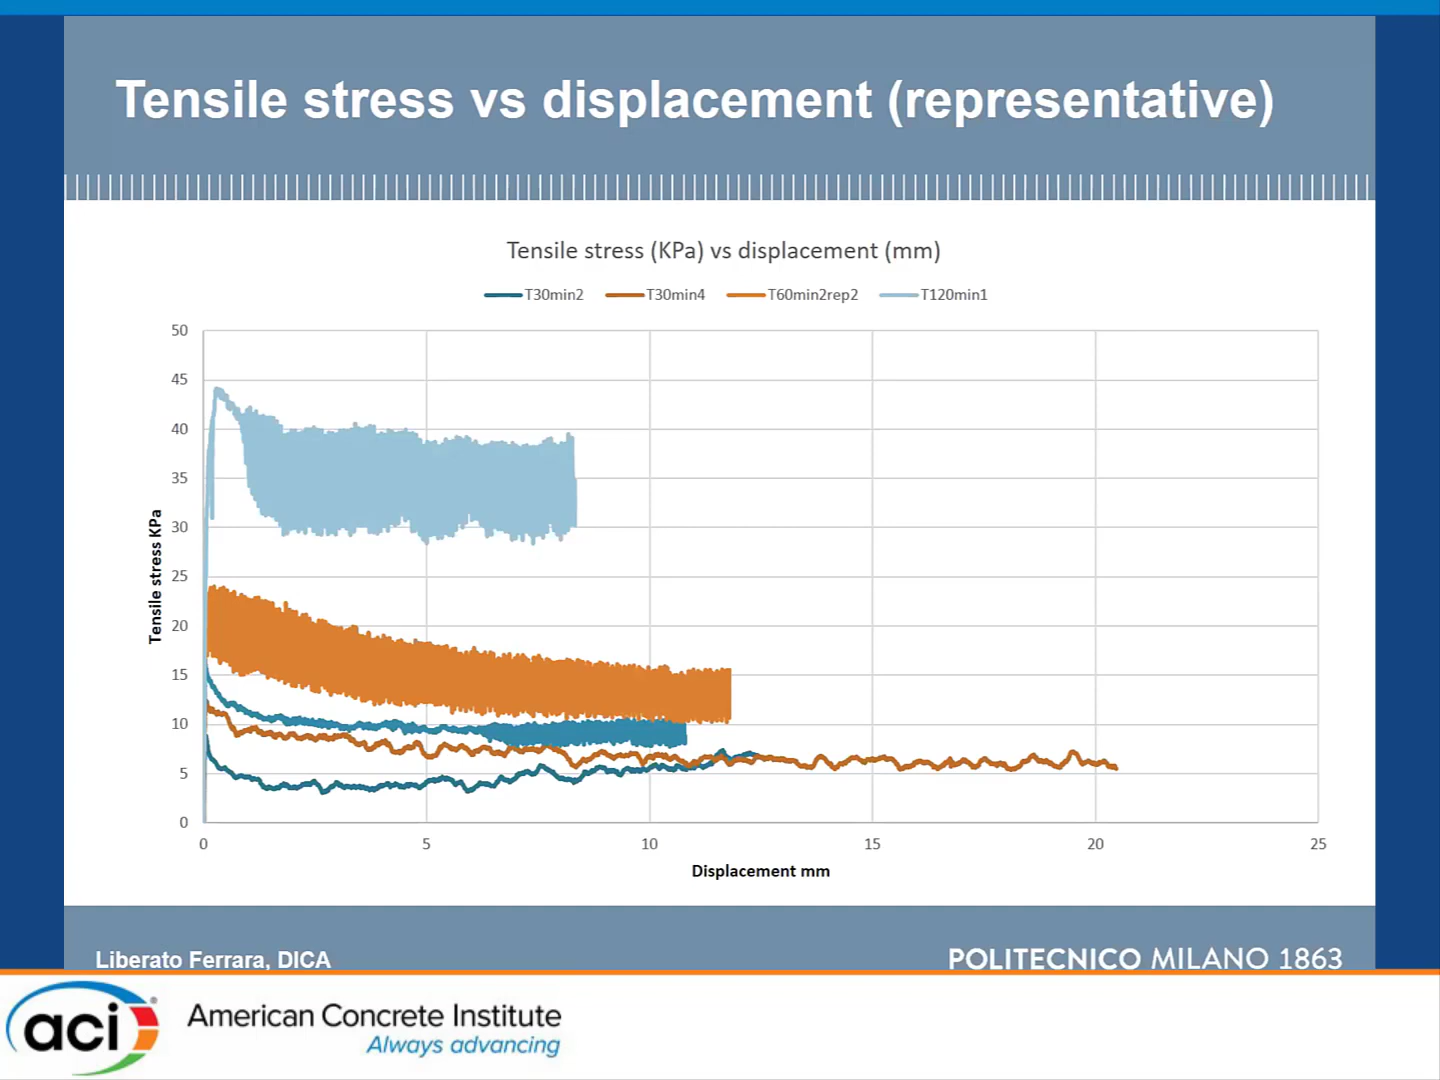 Tensile stress vs displacement (representative)
Tensile stress (KPa) vs displacement (mm)
T30min2 T30min4 T60min2rep2 T120min1
50
45
40
35
30
25
20
15
10
5
0
Tensile stress KPa
0 5 10 15 20 25
Displacement mm
Liberato Ferrara, DICA
POLITECNICO MILANO 1863
aci
American Concrete Institute
Always advancing